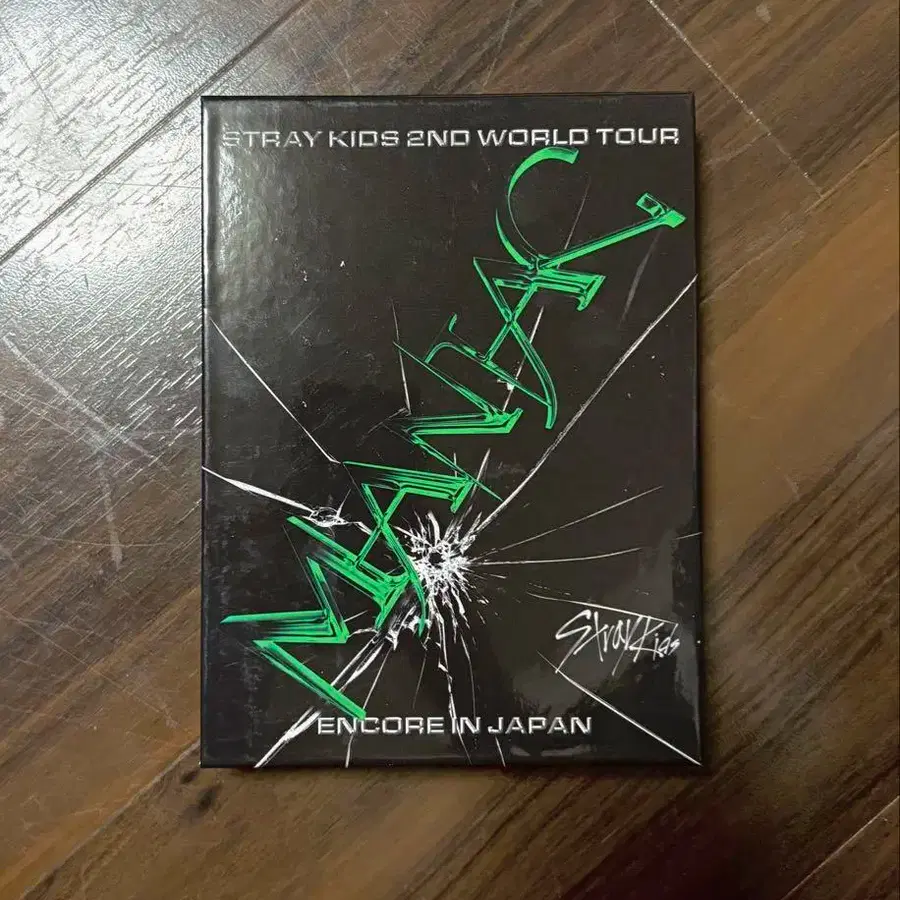 STRAY KIDS 2ND WORLD TOUR
MANIAC
Stray Kids
ENCORE IN JAPAN